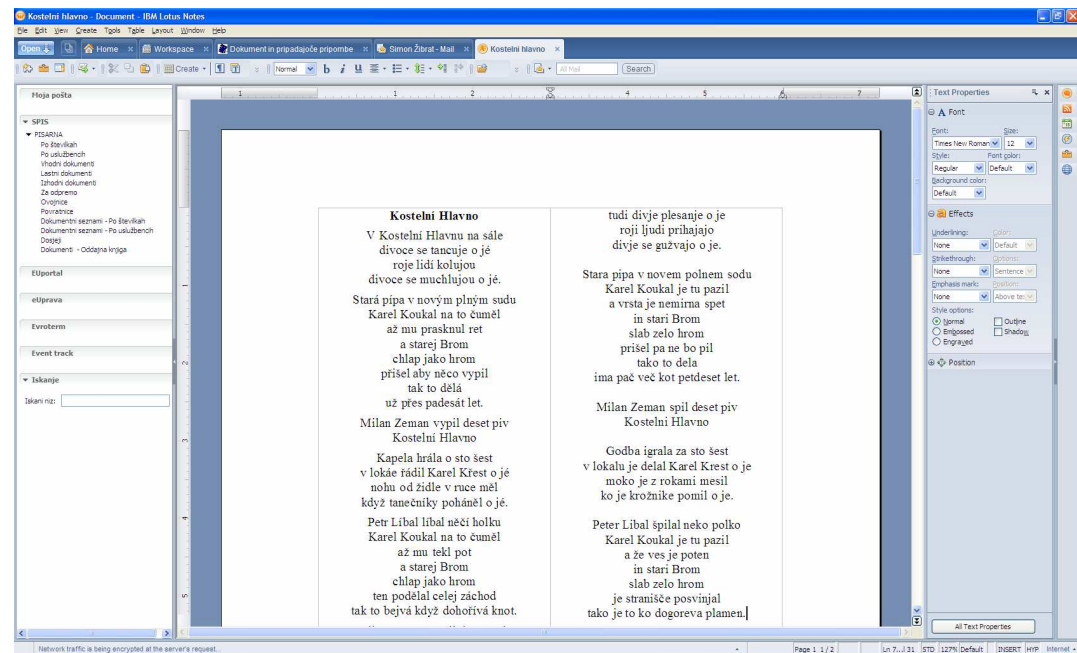 Kostelni hlavno - Document - IBM Lotus Notes
File Edit View Create Tools Table Layout Window Help
Open Home Workspace Dokument in pripadajoče pripombe Simon Žibrat - Mail Kostelni hlavno
Create Normal b i u All Mail Search
Moja pošta
SPIS
PISARNA
Po številkah
Po uslužbencih
Vhodni dokumenti
Lastni dokumenti
Izhodni dokumenti
Za odpremo
Ovojnice
Povratnice
Dokumentni seznami - Po številkah
Dokumentni seznami - Po uslužbencih
Dosjeji
Dokumenti - Oddajna knjiga
EUportal
eUprava
Evroterm
Event track
Iskanje
Iskani niz:
1 1 2 4 5 6 7
Kostelní Hlavno
V Kostelní Hlavnu na sále
divoce se tancuje o jé
roje lidí kolujou
divoce se muchlujou o jé.
Stará pípa v novým plným sudu
Karel Koukal na to čuměl
až mu prasknul ret
a starej Brom
chlap jako hrom
přišel aby něco vypil
tak to dělá
už přes padesát let.
Milan Zeman vypil deset piv
Kostelní Hlavno
Kapela hrála o sto šest
v lokáe řádil Karel Křest o jé
nohu od židle v ruce měl
když tanečníky poháněl o jé.
Petr Líbal líbal něčí holku
Karel Koukal na to čuměl
až mu tekl pot
a starej Brom
chlap jako hrom
ten podělal celej záchod
tak to bejvá když dohořívá knot.
tudi divje plesanje o je
roji ljudi prihajajo
divje se gužvajo o je.
Stara pipa v novem polnem sodu
Karel Koukal je tu pazil
a vrsta je nemirna spet
in stari Brom
slab zelo hrom
prišel pa ne bo pil
tako to dela
ima pač več kot petdeset let.
Milan Zeman spil deset piv
Kostelni Hlavno
Godba igrala za sto šest
v lokalu je delal Karel Krest o je
moko je z rokami mesil
ko je krožnike pomil o je.
Peter Libal špilal neko polko
Karel Koukal je tu pazil
a že ves je poten
in stari Brom
slab zelo hrom
je stranišče posvinjal
tako je to ko dogoreva plamen.
Text Properties
Font
Font: Size:
Times New Roman 12
Style: Font color:
Regular Default
Background color:
Default
Effects
Underlining: Color:
None Default
Strikethrough: Options:
None Sentence
Emphasis mark: Position:
None Above te
Style options:
Normal Outline
Embossed Shadow
Engraved
Position
All Text Properties
Network traffic is being encrypted at the server's request. Page 1 1 / 2 Ln 7...l 31 STD 127% Default INSERT HYP Internet